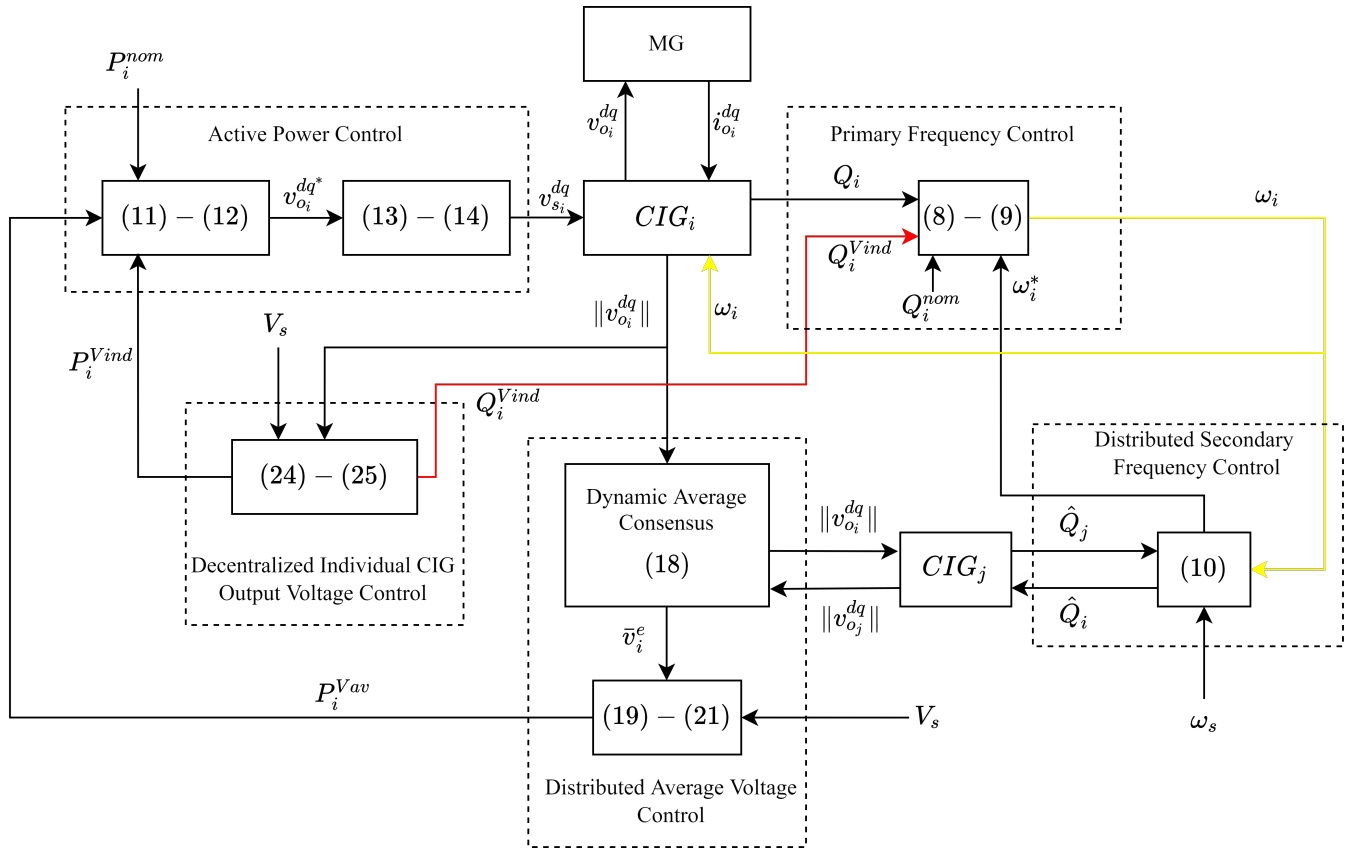 MG
P_i^{nom}
v_{o_i}^{dq}
i_{o_i}^{dq}
Active Power Control
Primary Frequency Control
(11) − (12)
v_{o_i}^{dq^*}
(13) − (14)
v_{s_i}^{dq}
CIG_i
Q_i
(8) − (9)
ω_i
Q_i^{Vind}
Q_i^{nom}
ω_i^*
‖v_{o_i}^{dq}‖
ω_i
V_s
P_i^{Vind}
Q_i^{Vind}
(24) − (25)
Decentralized Individual CIG
Output Voltage Control
Distributed Secondary
Frequency Control
Dynamic Average
Consensus
(18)
‖v_{o_i}^{dq}‖
‖v_{o_j}^{dq}‖
CIG_j
Q̂_j
Q̂_i
(10)
ω_s
v̄_i^e
P_i^{Vav}
(19) − (21)
V_s
Distributed Average Voltage
Control